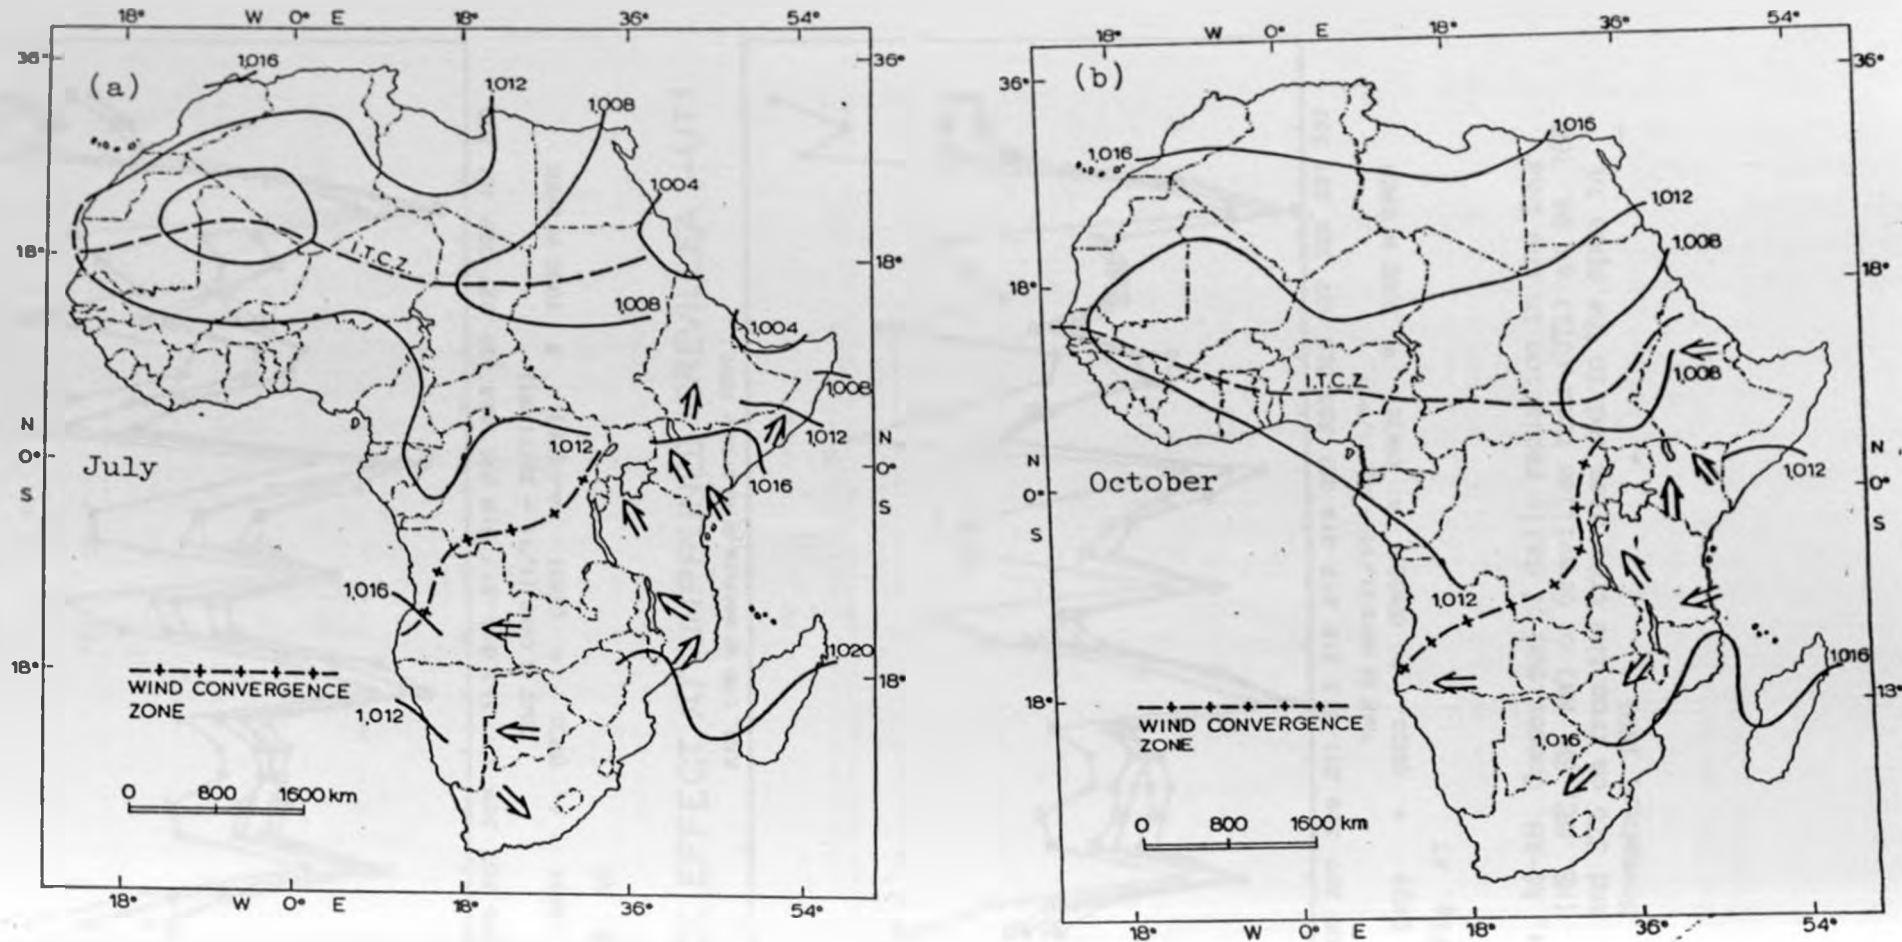 18° W 0° E 18° 36° 54°
36° 36°
(a)
1,016
1,012
1,008
1,004
18° 18°
I.T.C.Z.
1,008
1,004
1,008
1,012
N N
0° 0°
S S
1,012
1,016
July
1,016
1,020
18° 18°
WIND CONVERGENCE
ZONE
1,012
0 800 1600 km
18° W 0° E 18° 36° 54°
18° W 0° E 18° 36° 54°
36° 36°
(b)
1,016
1,016
1,012
1,008
18° 18°
I.T.C.Z.
1,008
1,012
N N
0° 0°
S S
October
1,012
1,016
18° 13°
WIND CONVERGENCE
ZONE
1,016
0 800 1600 km
18° W 0° E 18° 36° 54°